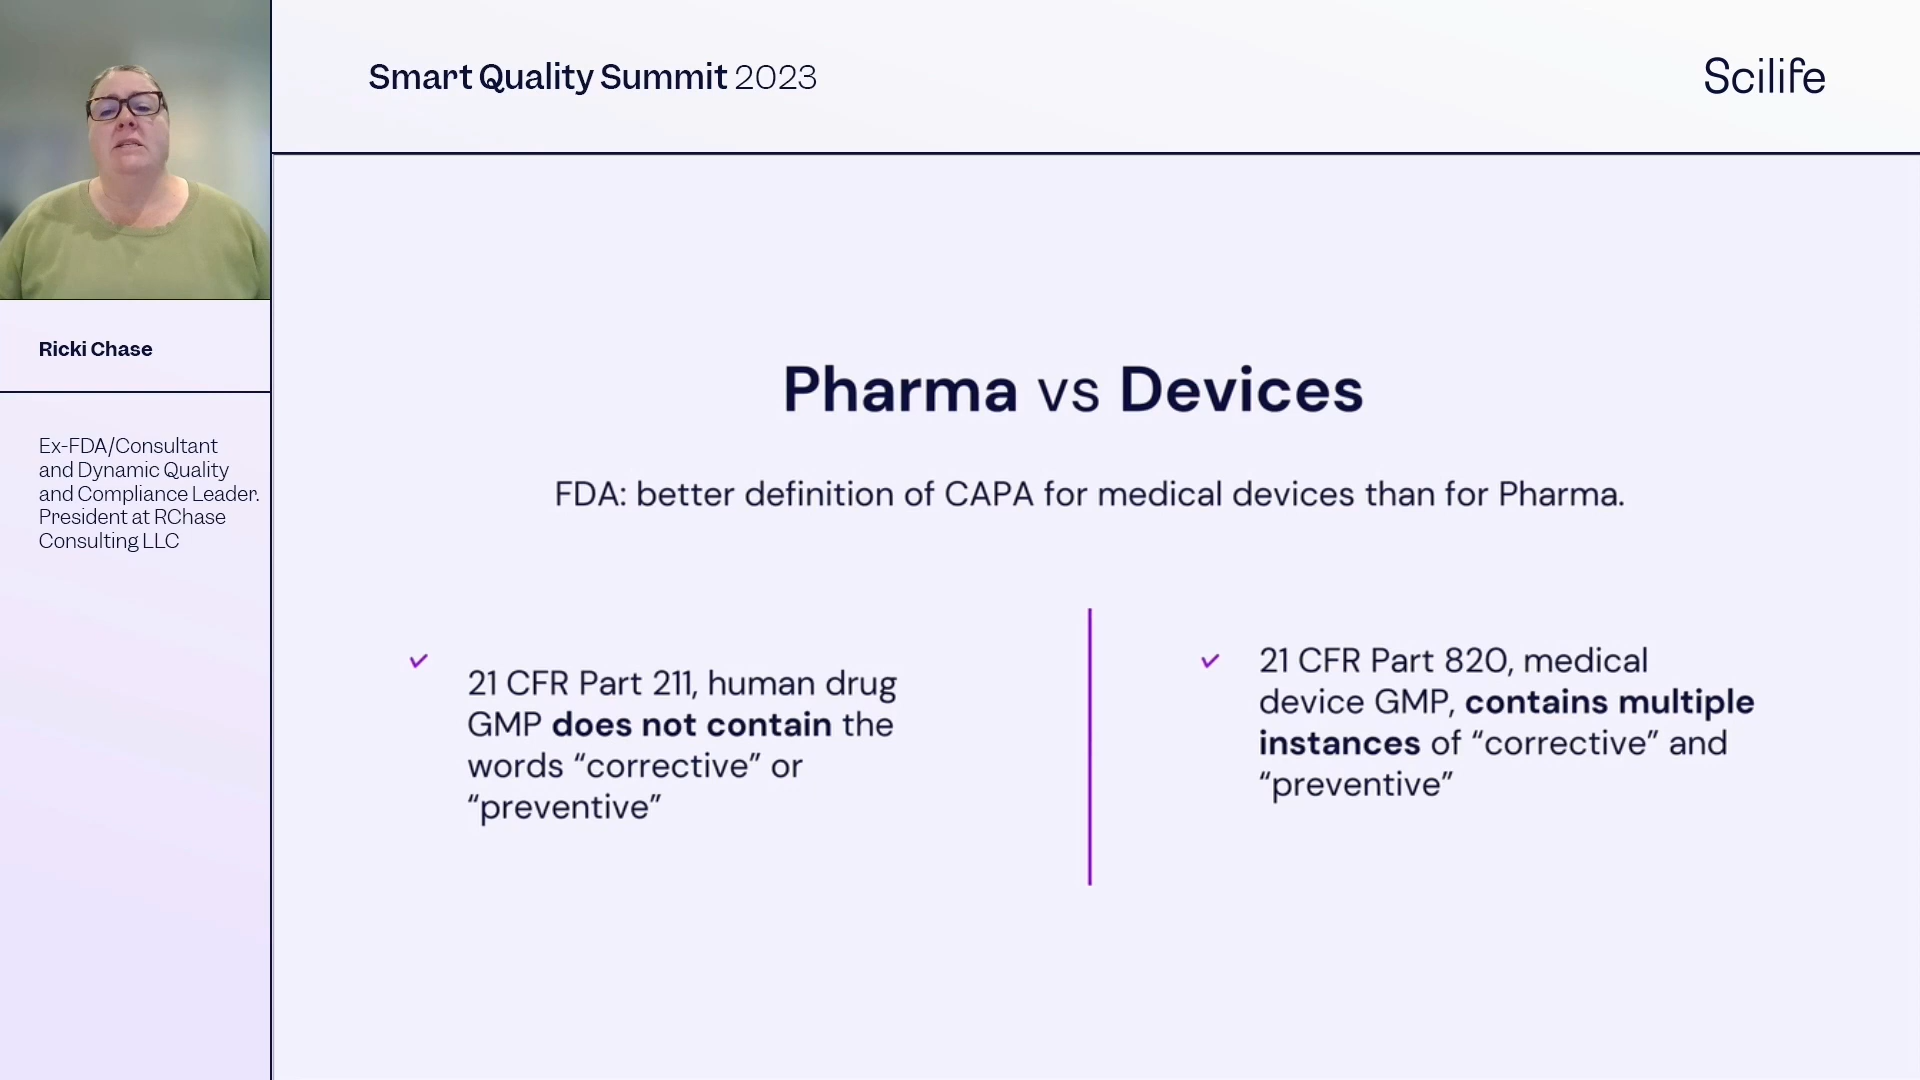 Smart Quality Summit 2023
Scilife
Ricki Chase
Ex-FDA/Consultant
and Dynamic Quality
and Compliance Leader.
President at RChase
Consulting LLC
Pharma vs Devices
FDA: better definition of CAPA for medical devices than for Pharma.
21 CFR Part 211, human drug
GMP does not contain the
words “corrective” or
“preventive”
21 CFR Part 820, medical
device GMP, contains multiple
instances of “corrective” and
“preventive”